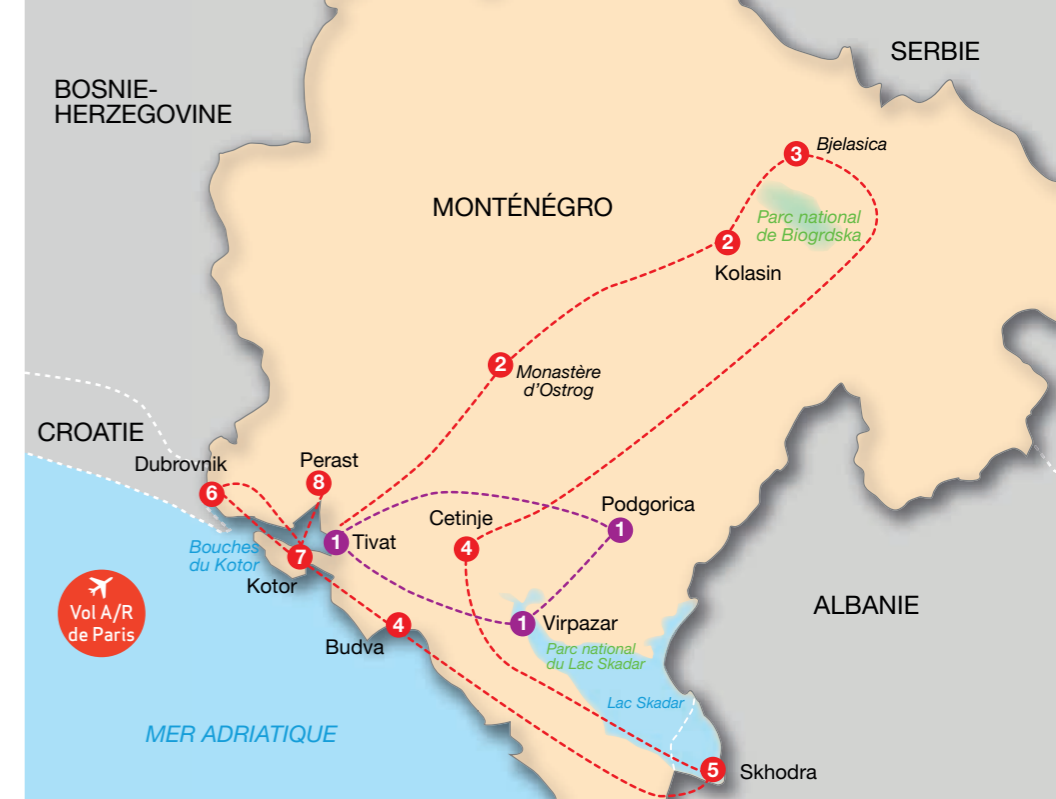 SERBIE
BOSNIE-
HERZEGOVINE
3 Bjelasica
MONTÉNÉGRO
Parc national
de Biogrdska
2
Kolasin
2 Monastère
d'Ostrog
CROATIE
Dubrovnik
6
Perast
8
Podgorica
1
Cetinje
4
1 Tivat
Bouches
du Kotor
7
Kotor
Vol A/R
de Paris
ALBANIE
4
Budva
1 Virpazar
Parc national
du Lac Skadar
Lac Skadar
MER ADRIATIQUE
5 Skhodra